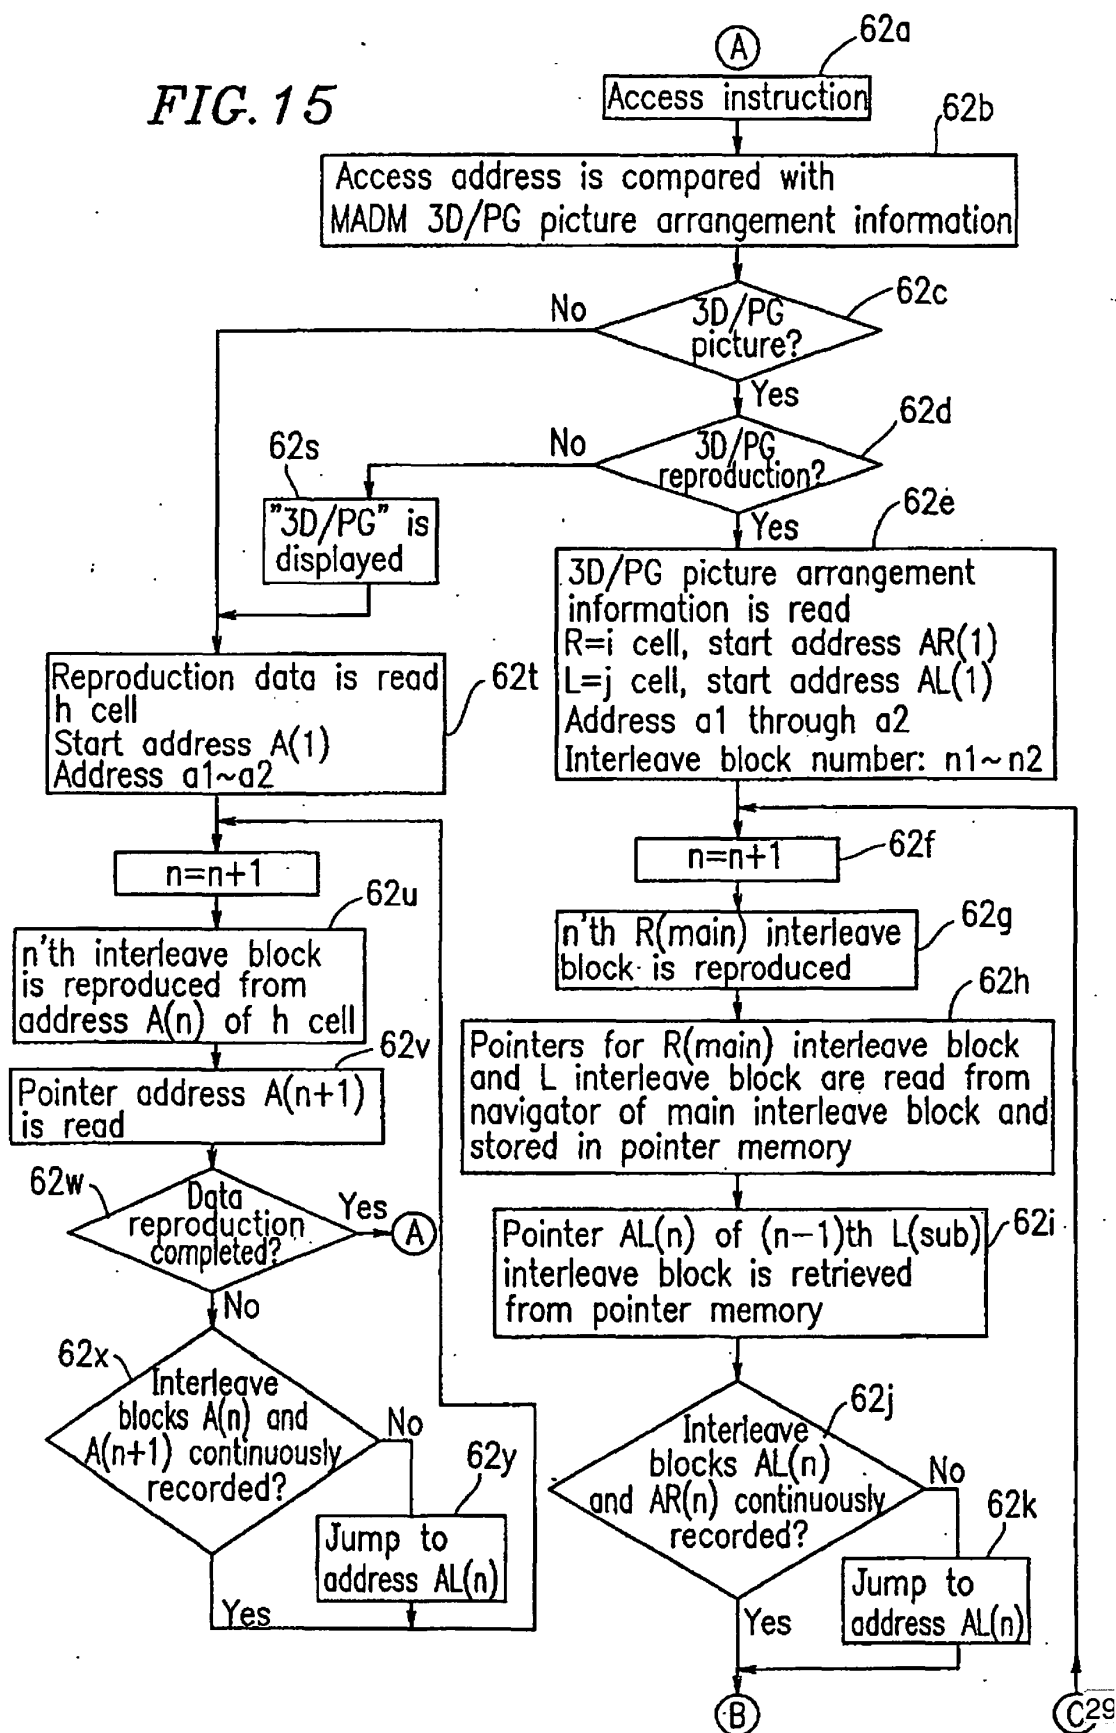 FIG. 15
A
62a
Access instruction
62b
Access address is compared with
MADM 3D/PG picture arrangement information
62c
3D/PG
picture?
No
Yes
62d
3D/PG
reproduction?
No
Yes
62s
"3D/PG" is
displayed
62e
3D/PG picture arrangement
information is read
R=i cell, start address AR(1)
L=j cell, start address AL(1)
Address a1 through a2
Interleave block number: n1~n2
62t
Reproduction data is read
h cell
Start address A(1)
Address a1~a2
n=n+1
62u
n'th interleave block
is reproduced from
address A(n) of h cell
62v
Pointer address A(n+1)
is read
62w
Data
reproduction
completed?
Yes
A
No
62x
Interleave
blocks A(n) and
A(n+1) continuously
recorded?
No
62y
Jump to
address AL(n)
Yes
62f
n=n+1
62g
n'th R(main) interleave
block is reproduced
62h
Pointers for R(main) interleave block
and L interleave block are read from
navigator of main interleave block and
stored in pointer memory
62i
Pointer AL(n) of (n-1)th L(sub)
interleave block is retrieved
from pointer memory
62j
Interleave
blocks AL(n)
and AR(n) continuously
recorded?
No
62k
Jump to
address AL(n)
Yes
B
C
29